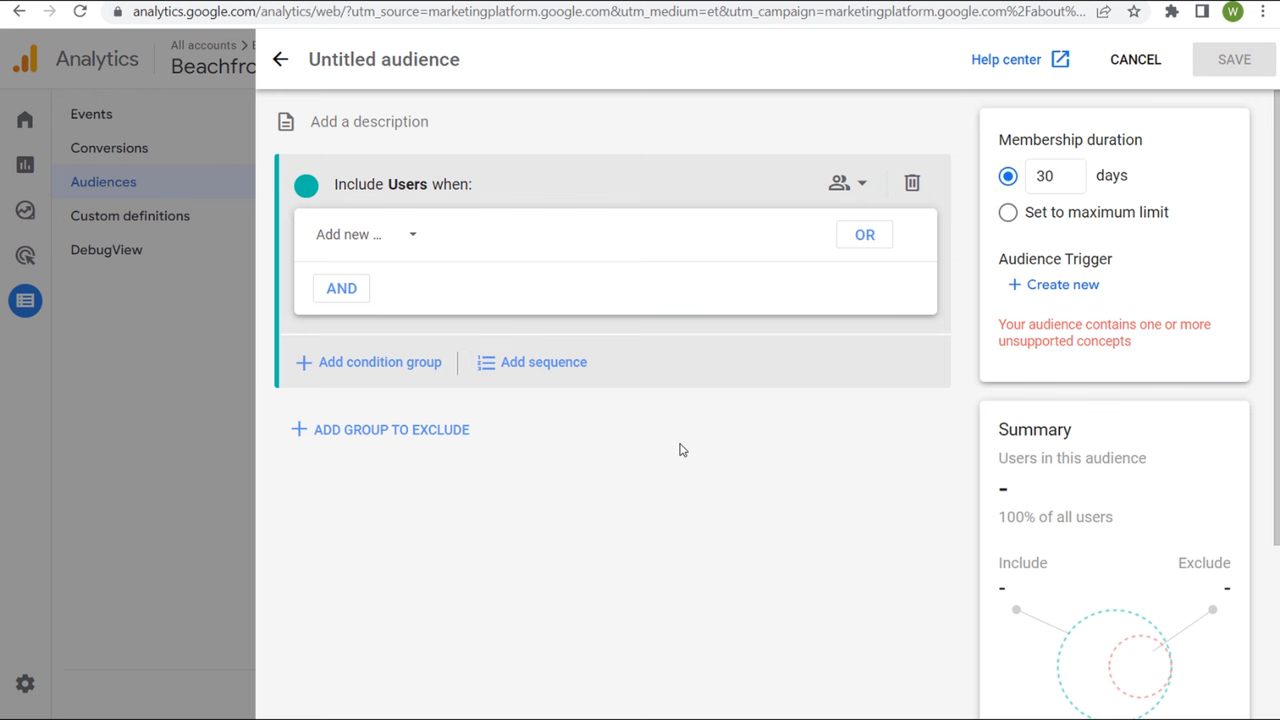 analytics.google.com/analytics/web/?utm_source=marketingplatform.google.com&utm_medium=et&utm_campaign=marketingplatform.google.com%2Fabout%...
W
Analytics
All accounts >
Beachfro
Untitled audience
Help center
CANCEL
SAVE
Events
Conversions
Audiences
Custom definitions
DebugView
Add a description
Include Users when:
Add new ...
OR
AND
Add condition group
Add sequence
ADD GROUP TO EXCLUDE
Membership duration
30 days
Set to maximum limit
Audience Trigger
+ Create new
Your audience contains one or more
unsupported concepts
Summary
Users in this audience
-
100% of all users
Include Exclude
- -